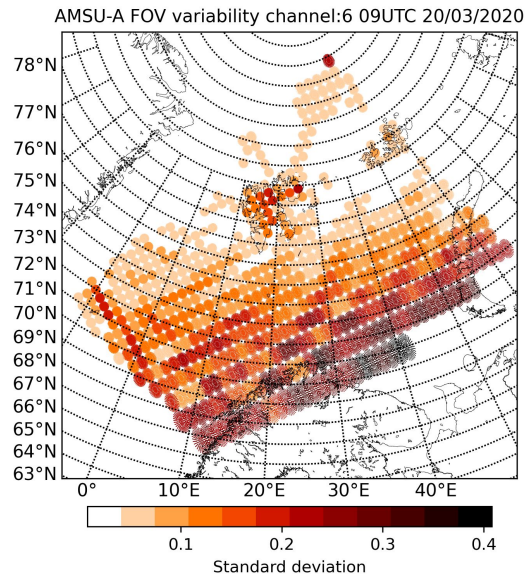 AMSU-A FOV variability channel:6 09UTC 20/03/2020
78°N
77°N
76°N
75°N
74°N
73°N
72°N
71°N
70°N
69°N
68°N
67°N
66°N
65°N
64°N
63°N
0° 10°E 20°E 30°E 40°E
0.1 0.2 0.3 0.4
Standard deviation